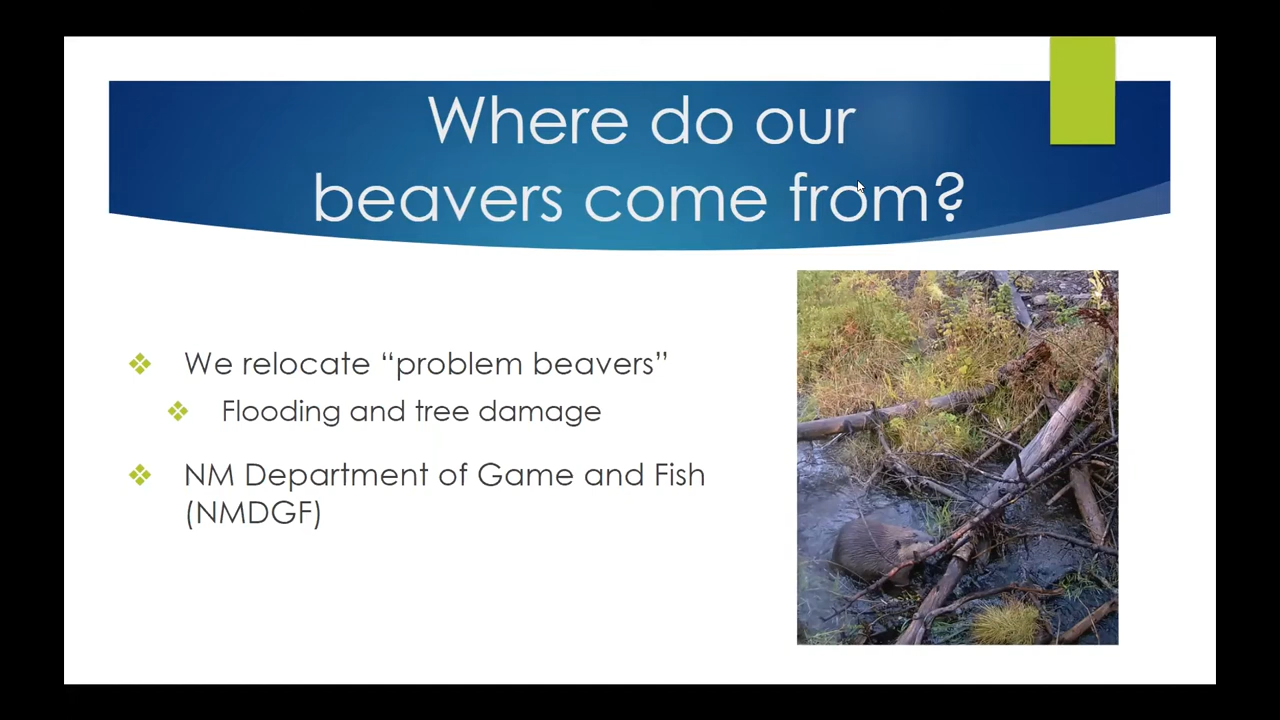 Where do our
beavers come from?
We relocate “problem beavers”
Flooding and tree damage
NM Department of Game and Fish
(NMDGF)